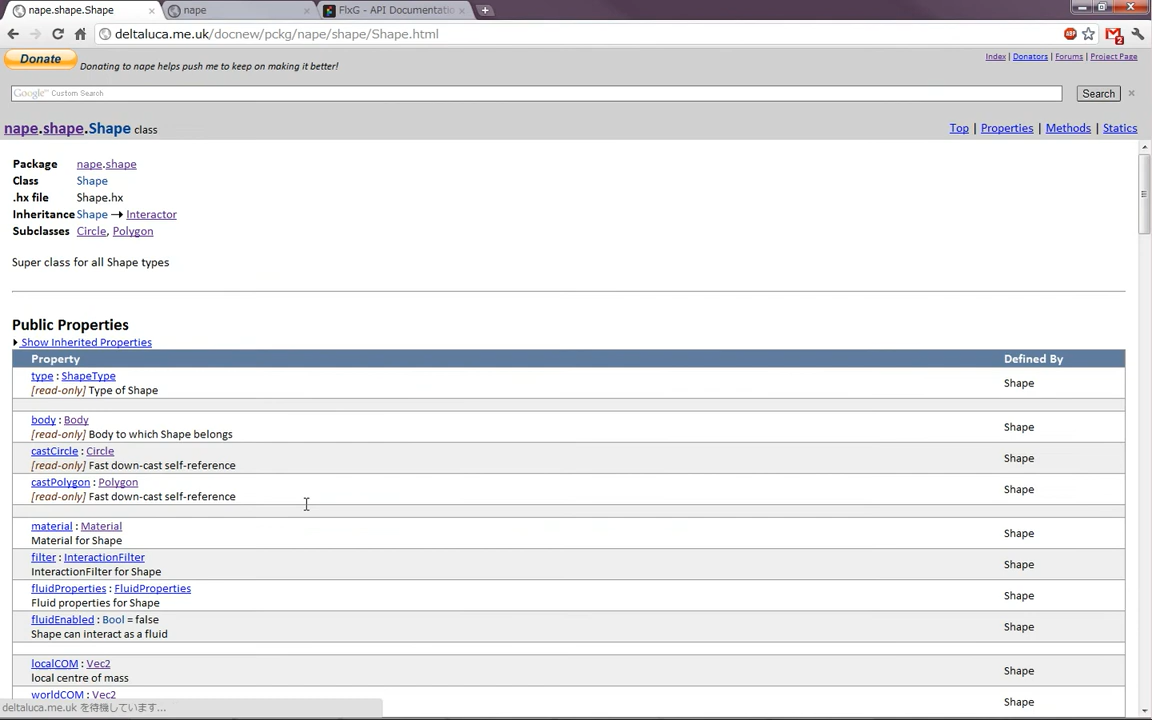 nape.shape.Shape
nape
FlxG - API Documentatio
deltaluca.me.uk/docnew/pckg/nape/shape/Shape.html
ABP
2
Donate
Donating to nape helps push me to keep on making it better!
Index | Donators | Forums | Project Page
Google™ Custom Search
Search
nape.shape.Shape class
Top | Properties | Methods | Statics
Package nape.shape
Class Shape
.hx file Shape.hx
Inheritance Shape → Interactor
Subclasses Circle, Polygon
Super class for all Shape types
Public Properties
Show Inherited Properties
Property Defined By
type : ShapeType
[read-only] Type of Shape
Shape
body : Body
[read-only] Body to which Shape belongs
Shape
castCircle : Circle
[read-only] Fast down-cast self-reference
Shape
castPolygon : Polygon
[read-only] Fast down-cast self-reference
Shape
material : Material
Material for Shape
Shape
filter : InteractionFilter
InteractionFilter for Shape
Shape
fluidProperties : FluidProperties
Fluid properties for Shape
Shape
fluidEnabled : Bool = false
Shape can interact as a fluid
Shape
localCOM : Vec2
local centre of mass
Shape
worldCOM : Vec2
Shape
deltaluca.me.uk を待機しています...